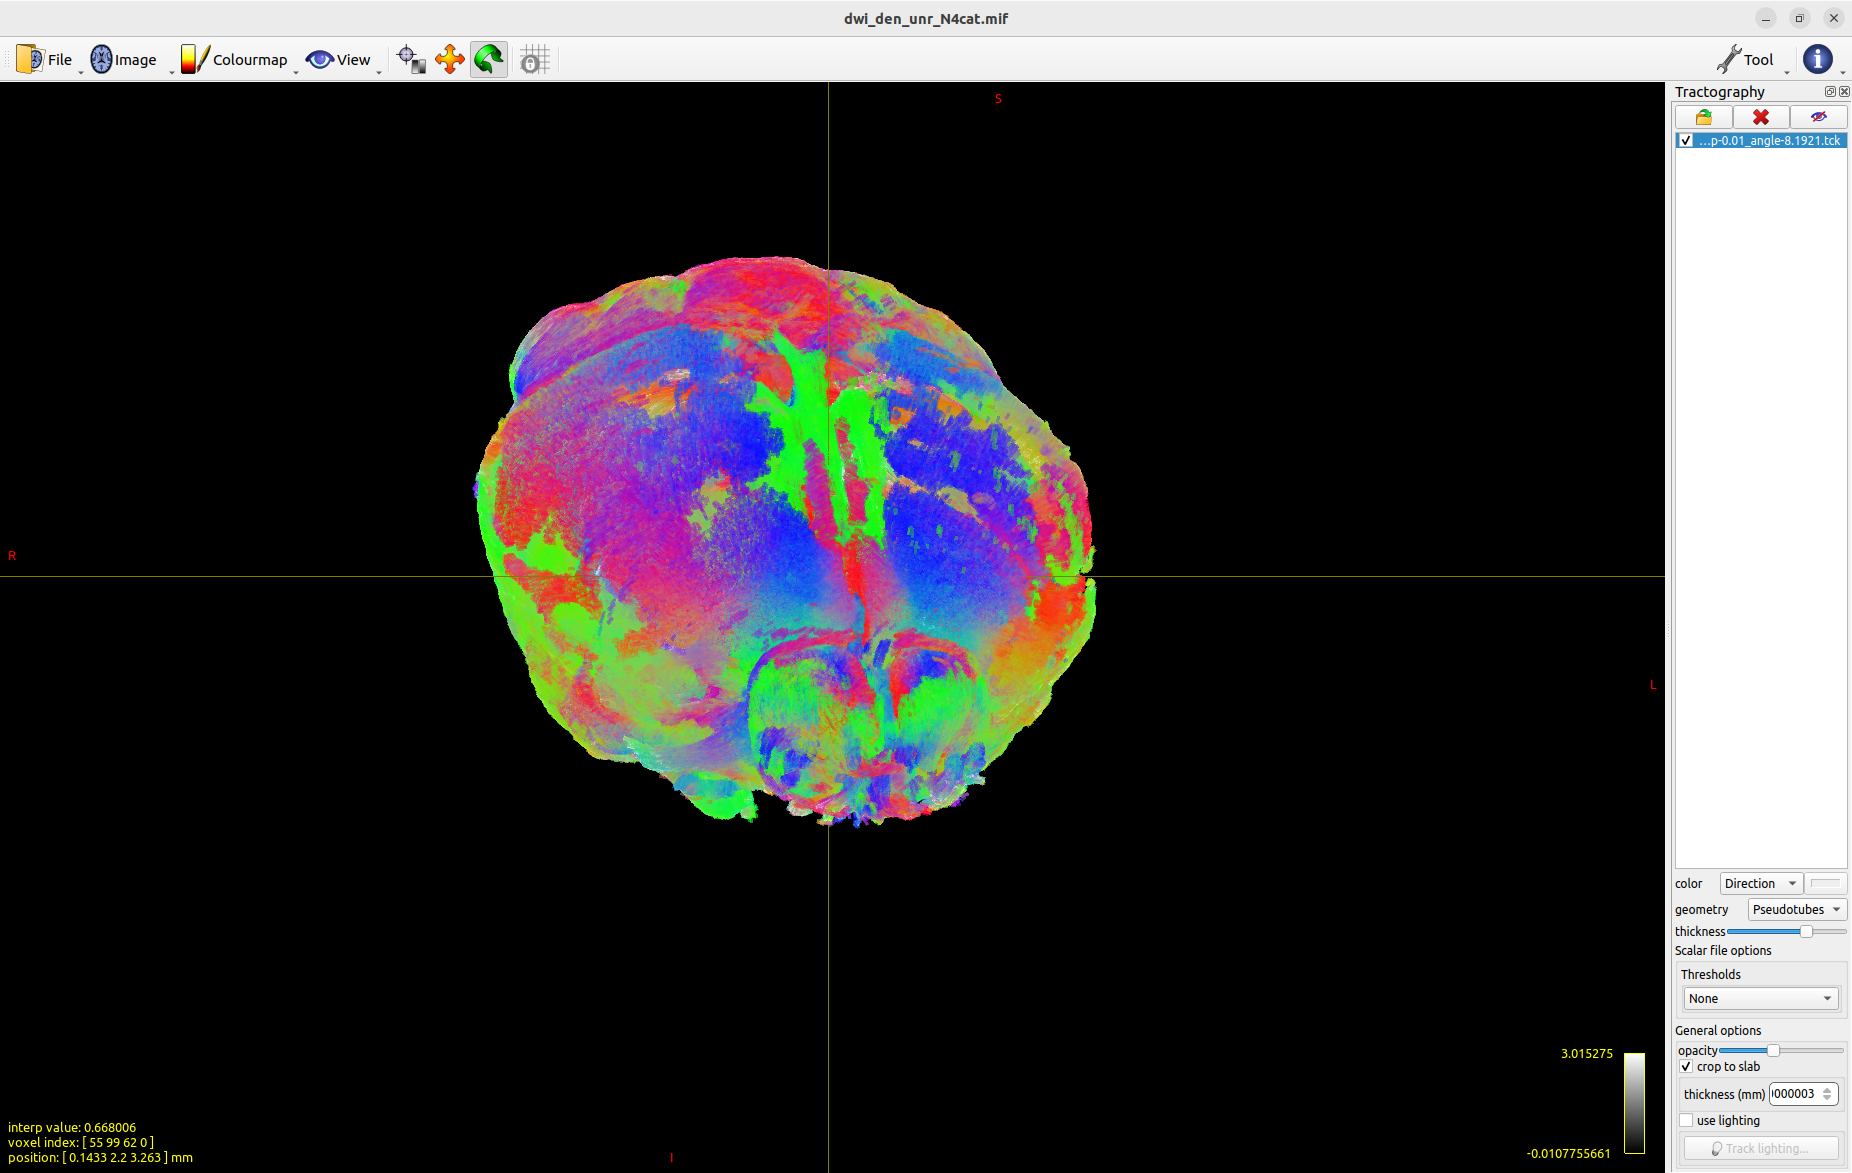 dwi_den_unr_N4cat.mif
File Image Colourmap View Tool
S
R
L
I
Tractography
...p-0.01_angle-8.1921.tck
color Direction
geometry Pseudotubes
thickness
Scalar file options
Thresholds
None
General options
opacity
crop to slab
thickness (mm) 000003
use lighting
Track lighting...
3.015275
-0.0107755661
interp value: 0.668006
voxel index: [ 55 99 62 0 ]
position: [ 0.1433 2.2 3.263 ] mm